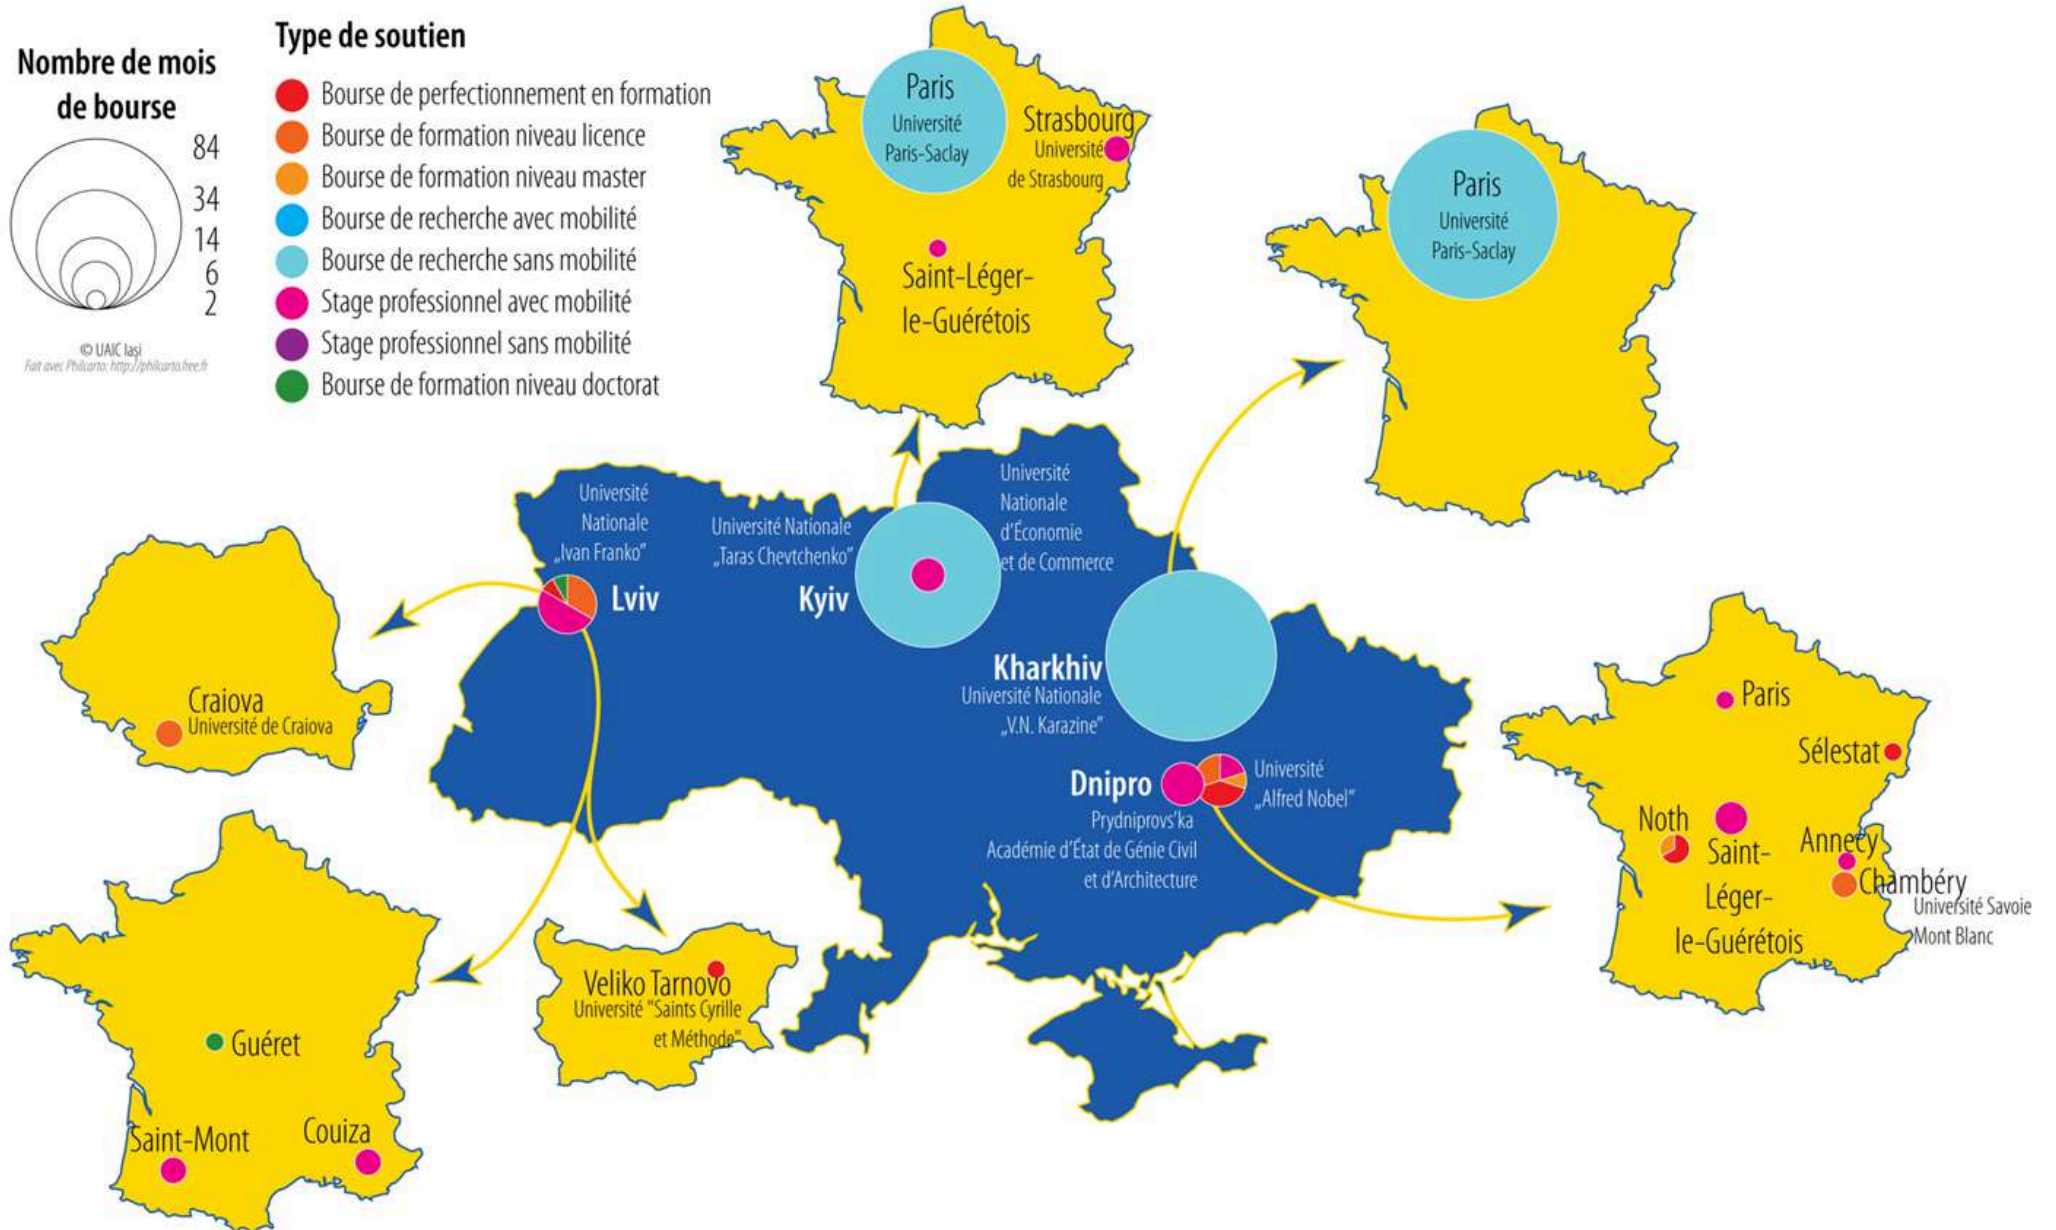 Nombre de mois
de bourse
84
34
14
6
2
© UAIC Iași
Fait avec Philcarto: http://philcarto.free.fr
Type de soutien
Bourse de perfectionnement en formation
Bourse de formation niveau licence
Bourse de formation niveau master
Bourse de recherche avec mobilité
Bourse de recherche sans mobilité
Stage professionnel avec mobilité
Stage professionnel sans mobilité
Bourse de formation niveau doctorat
Paris
Université
Paris-Saclay
Strasbourg
Université
de Strasbourg
Saint-Léger-
le-Guérétois
Paris
Université
Paris-Saclay
Université
Nationale
„Ivan Franko”
Lviv
Université Nationale
„Taras Chevtchenko”
Kyiv
Université
Nationale
d'Économie
et de Commerce
Kharkhiv
Université Nationale
„V.N. Karazine”
Dnipro
Prydniprovs'ka
Académie d'État de Génie Civil
et d'Architecture
Université
„Alfred Nobel”
Craiova
Université de Craiova
Guéret
Saint-Mont
Couiza
Veliko Tarnovo
Université "Saints Cyrille
et Méthode"
Paris
Sélestat
Noth
Saint-
Léger-
le-Guérétois
Annecy
Chambéry
Université Savoie
Mont Blanc